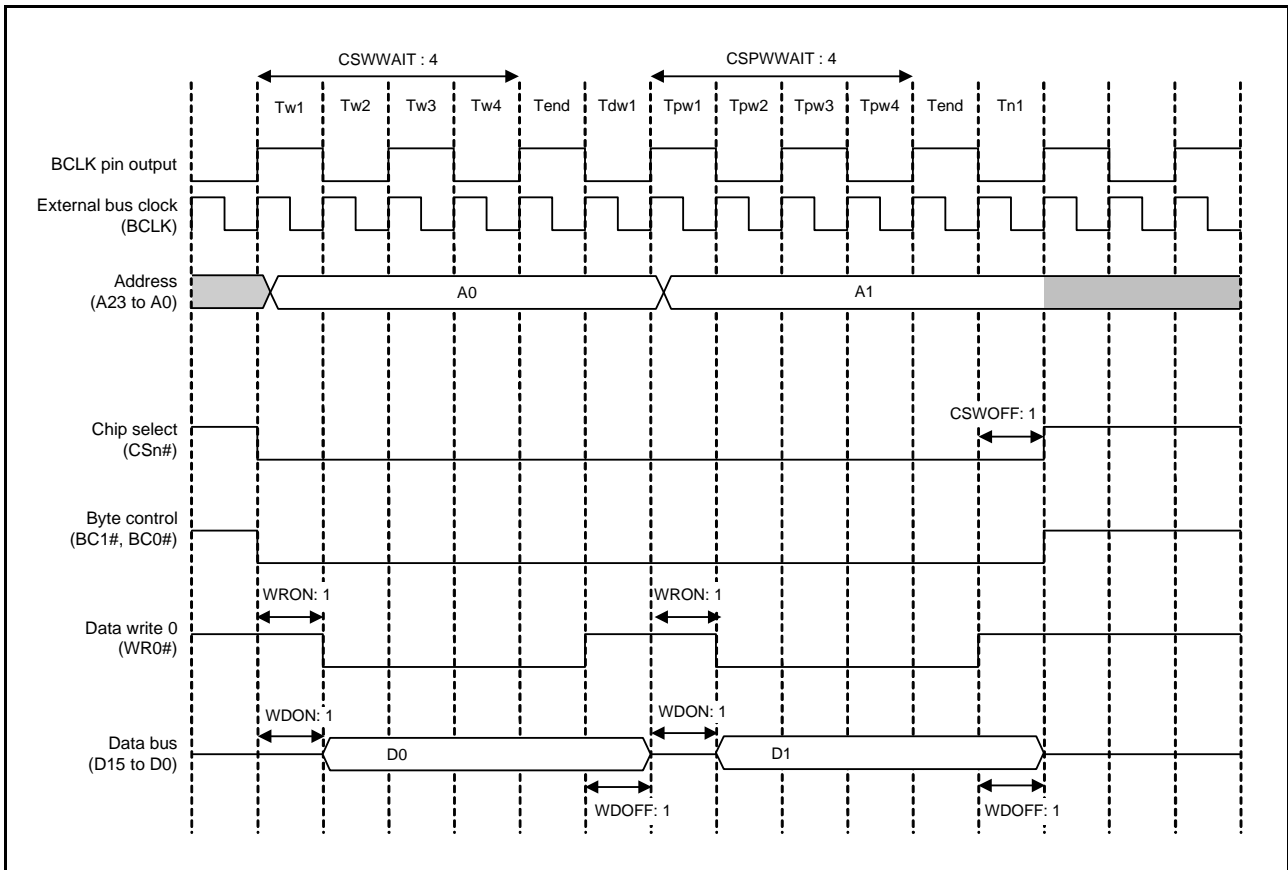 CSWWAIT : 4 CSPWWAIT : 4
Tw1 Tw2 Tw3 Tw4 Tend Tdw1 Tpw1 Tpw2 Tpw3 Tpw4 Tend Tn1
BCLK pin output
External bus clock
(BCLK)
Address
(A23 to A0)
A0 A1
CSWOFF: 1
Chip select
(CSn#)
Byte control
(BC1#, BC0#)
WRON: 1 WRON: 1
Data write 0
(WR0#)
WDON: 1 WDON: 1
Data bus
(D15 to D0)
D0 D1
WDOFF: 1 WDOFF: 1